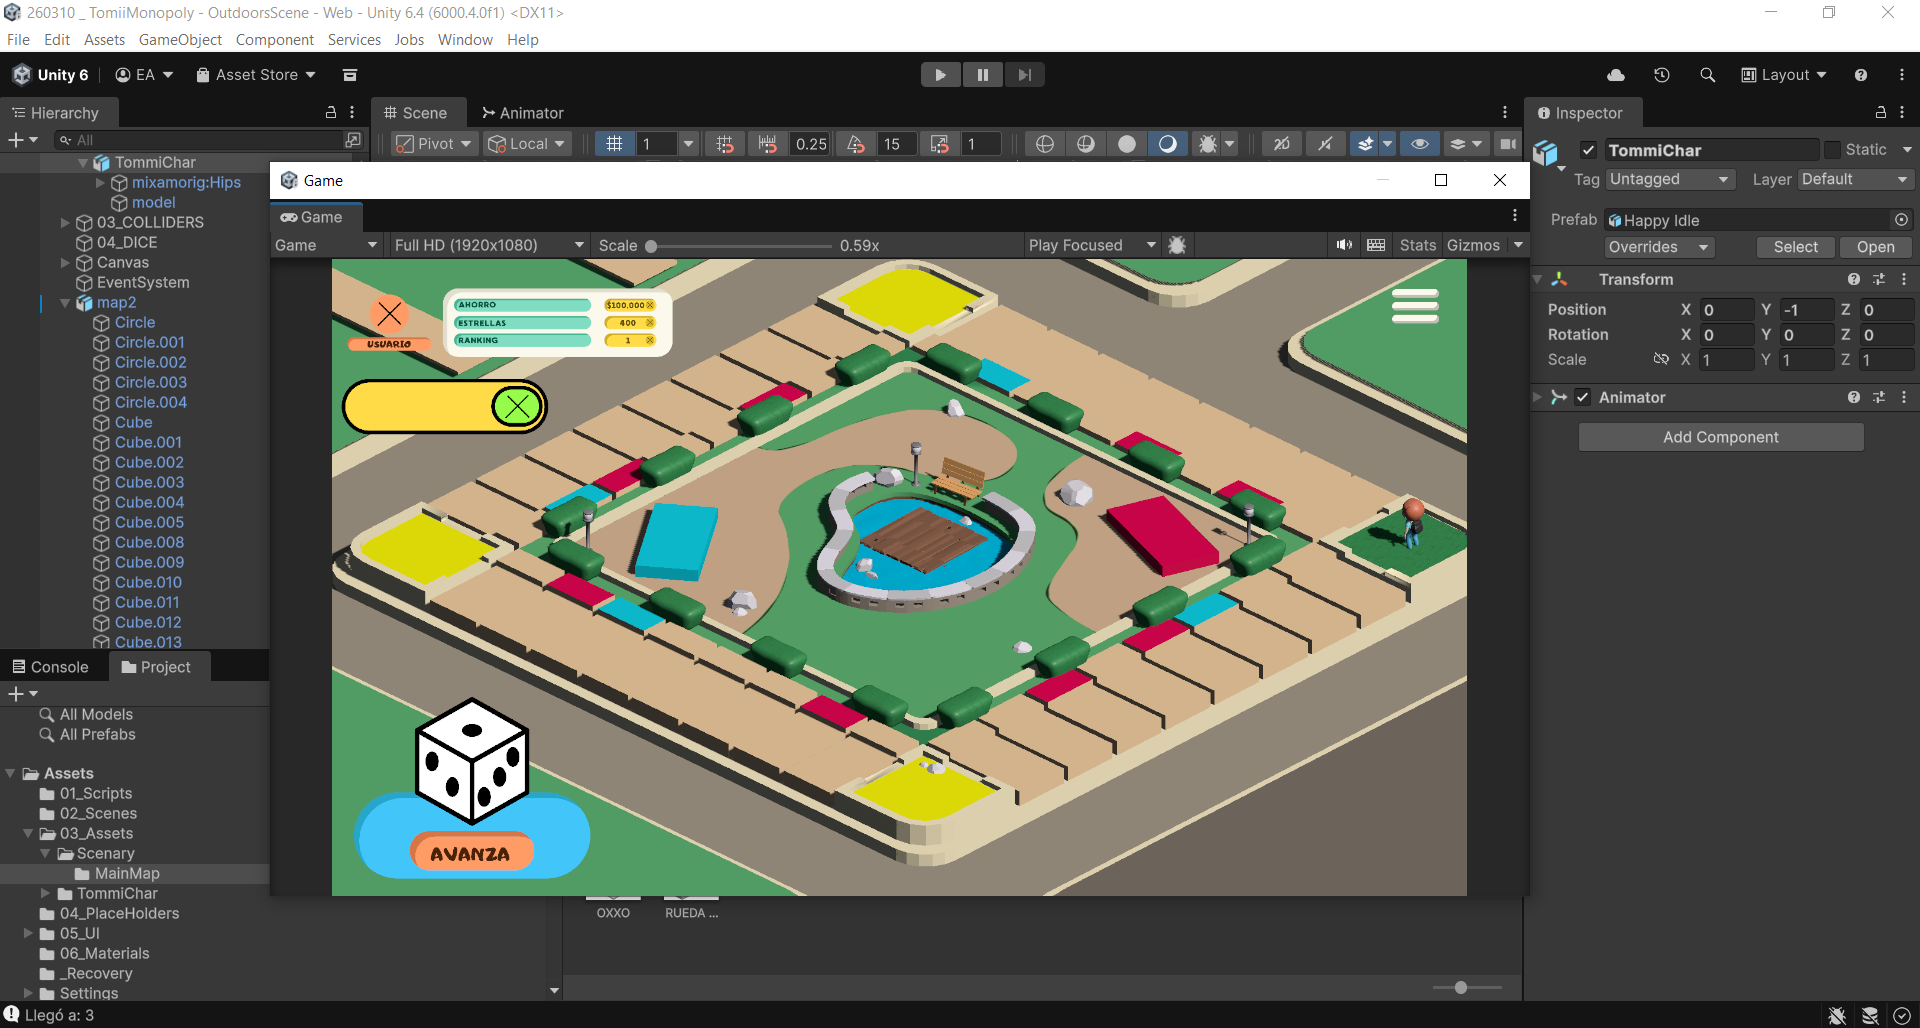 260310 _ TomiiMonopoly - OutdoorsScene - Web - Unity 6.4 (6000.4.0f1) <DX11>
File Edit Assets GameObject Component Services Jobs Window Help
Unity 6 EA Asset Store Layout
Hierarchy
All
TommiChar
mixamorig:Hips
model
03_COLLIDERS
04_DICE
Canvas
EventSystem
map2
Circle
Circle.001
Circle.002
Circle.003
Circle.004
Cube
Cube.001
Cube.002
Cube.003
Cube.004
Cube.005
Cube.008
Cube.009
Cube.010
Cube.011
Cube.012
Cube.013
Scene Animator
Pivot Local 1 0.25 15 1 2D
Game
Game
Game Full HD (1920x1080) Scale 0.59x Play Focused Stats Gizmos
USUARIO
AHORRO $100,000
ESTRELLAS 400
RANKING 1
AVANZA
Inspector
TommiChar Static
Tag Untagged Layer Default
Prefab Happy Idle
Overrides Select Open
Transform
Position X 0 Y -1 Z 0
Rotation X 0 Y 0 Z 0
Scale X 1 Y 1 Z 1
Animator
Add Component
Console Project
All Models
All Prefabs
Assets
01_Scripts
02_Scenes
03_Assets
Scenary
MainMap
TommiChar
04_PlaceHolders
05_UI
06_Materials
_Recovery
Settings
OXXO RUEDA ...
Llegó a: 3